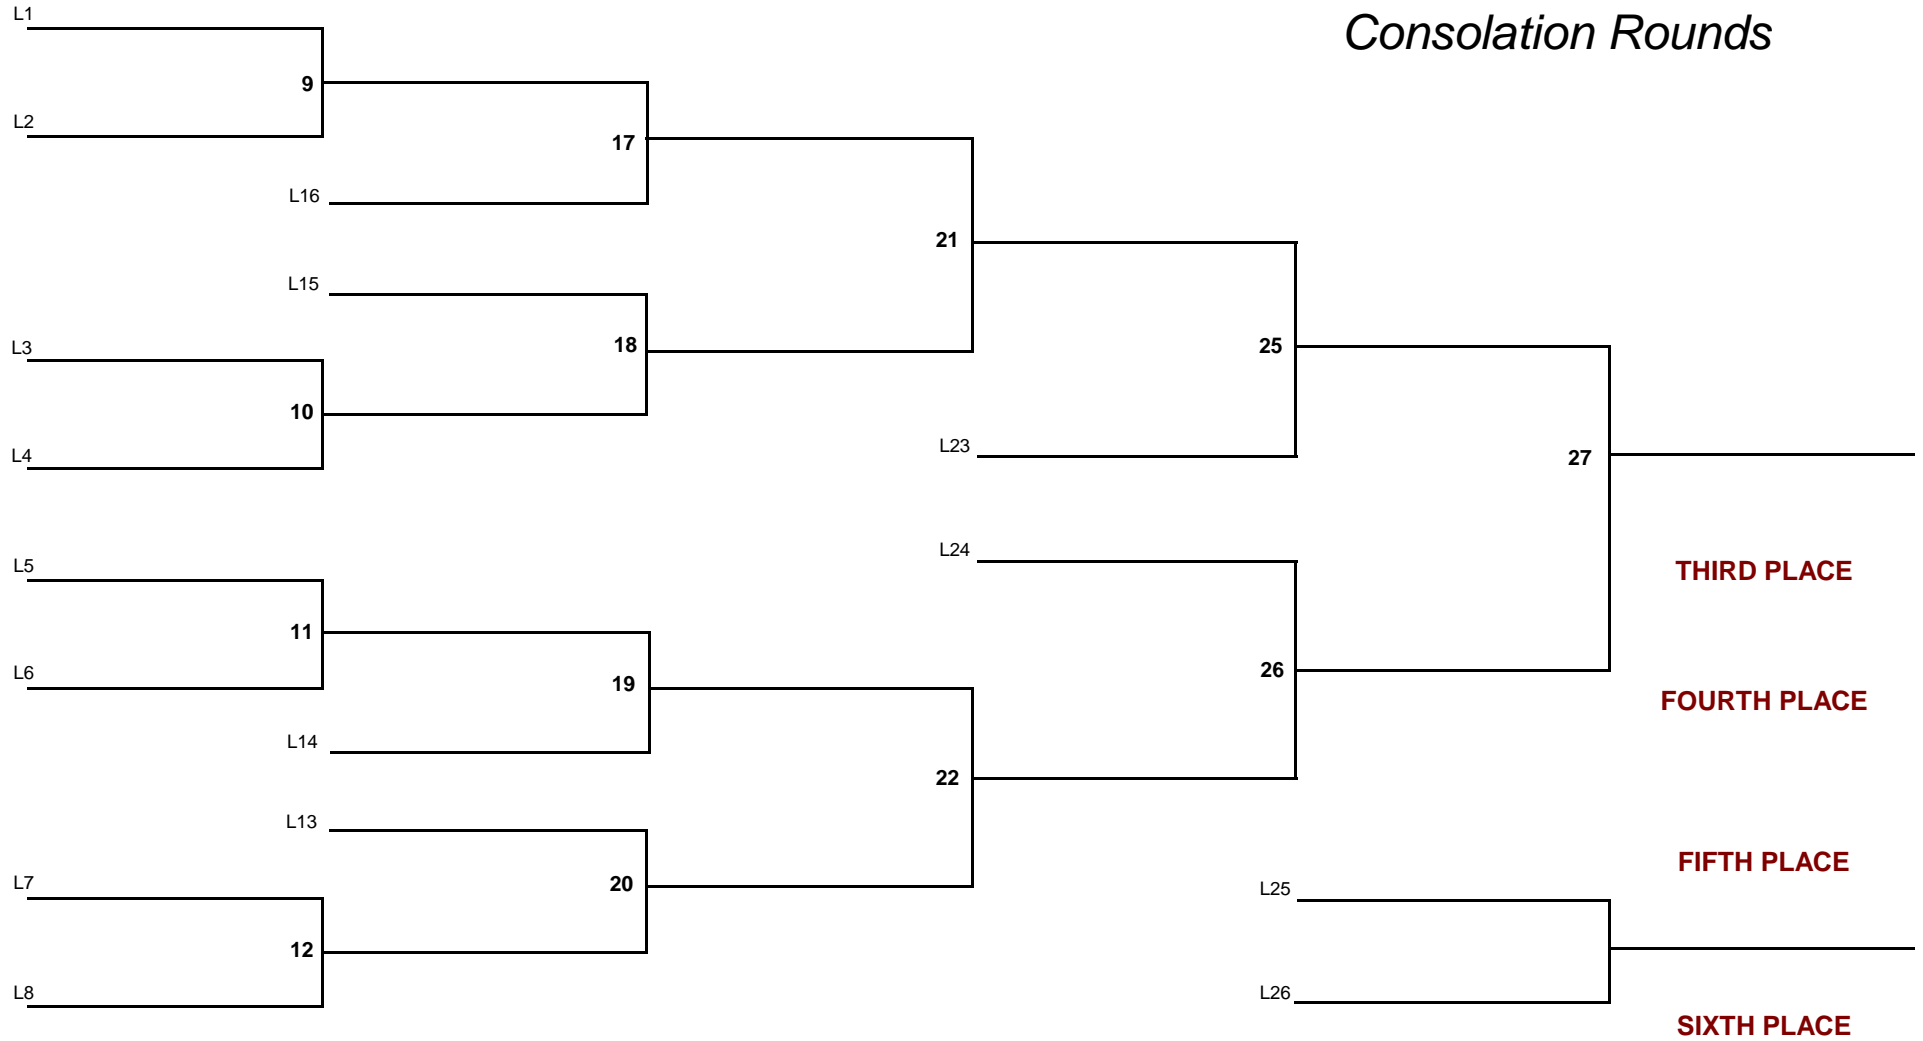 L1
Consolation Rounds
9
L2
17
L16
21
L15
L3
18
25
10
L4
L23
27
L24
L5
THIRD PLACE
11
L6
19
26
FOURTH PLACE
L14
22
L13
FIFTH PLACE
L7
20
L25
12
L8
L26
SIXTH PLACE